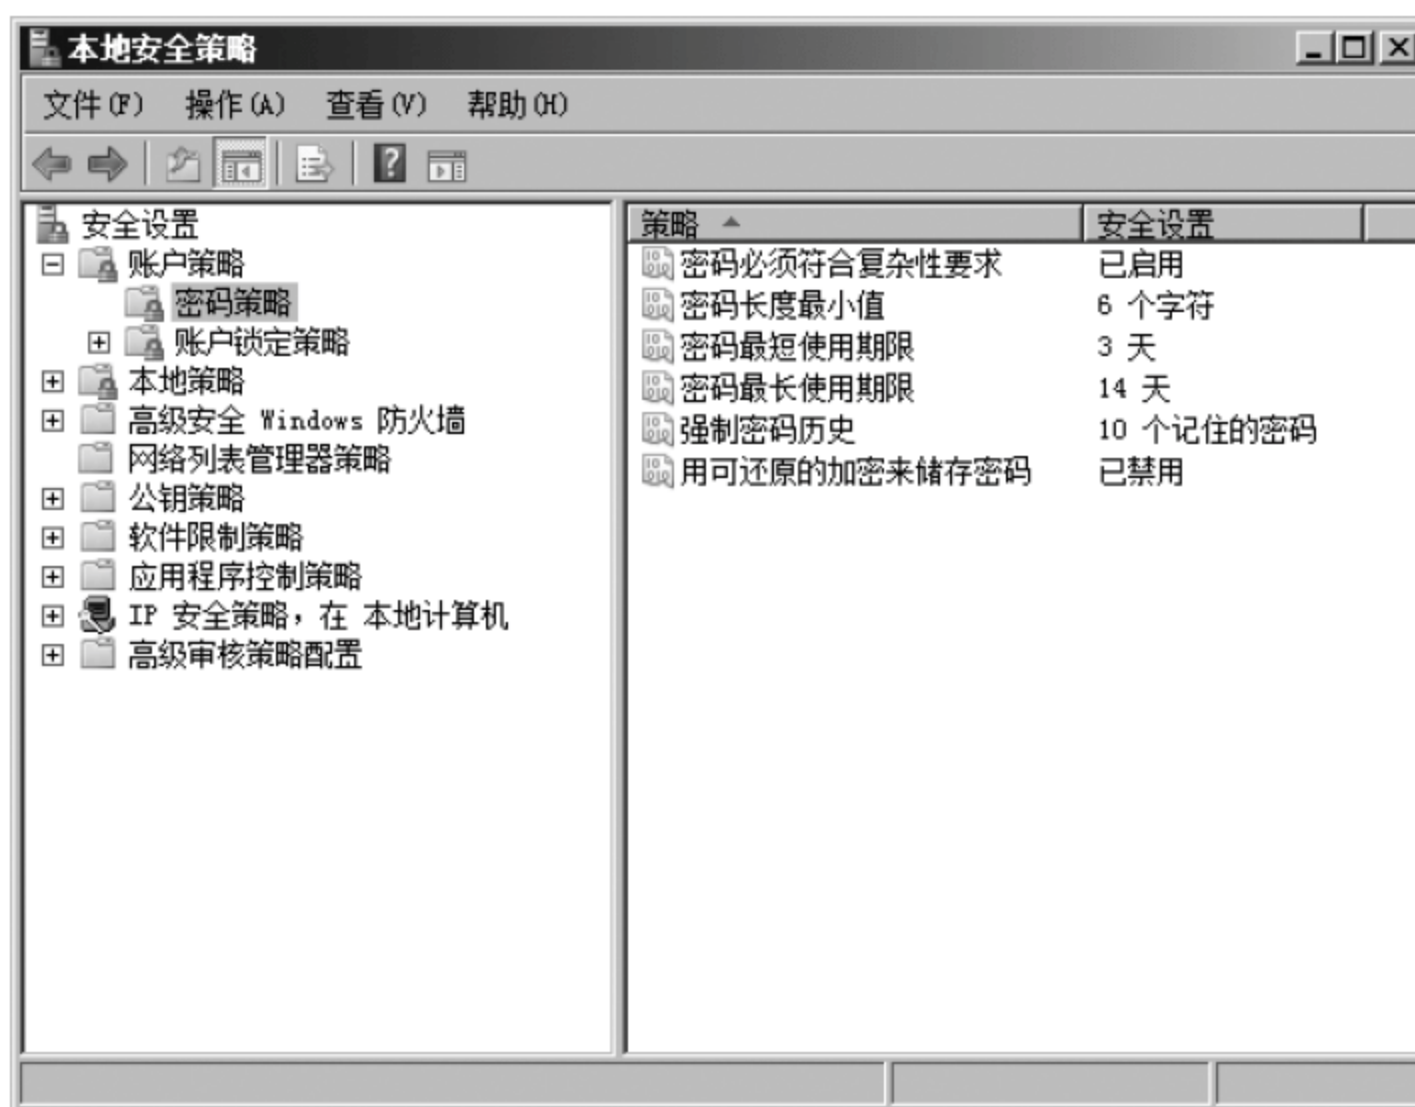 本地安全策略
文件(F) 操作(A) 查看(V) 帮助(H)
安全设置
账户策略
密码策略
账户锁定策略
本地策略
高级安全 Windows 防火墙
网络列表管理器策略
公钥策略
软件限制策略
应用程序控制策略
IP 安全策略，在 本地计算机
高级审核策略配置
策略 安全设置
密码必须符合复杂性要求 已启用
密码长度最小值 6 个字符
密码最短使用期限 3 天
密码最长使用期限 14 天
强制密码历史 10 个记住的密码
用可还原的加密来储存密码 已禁用